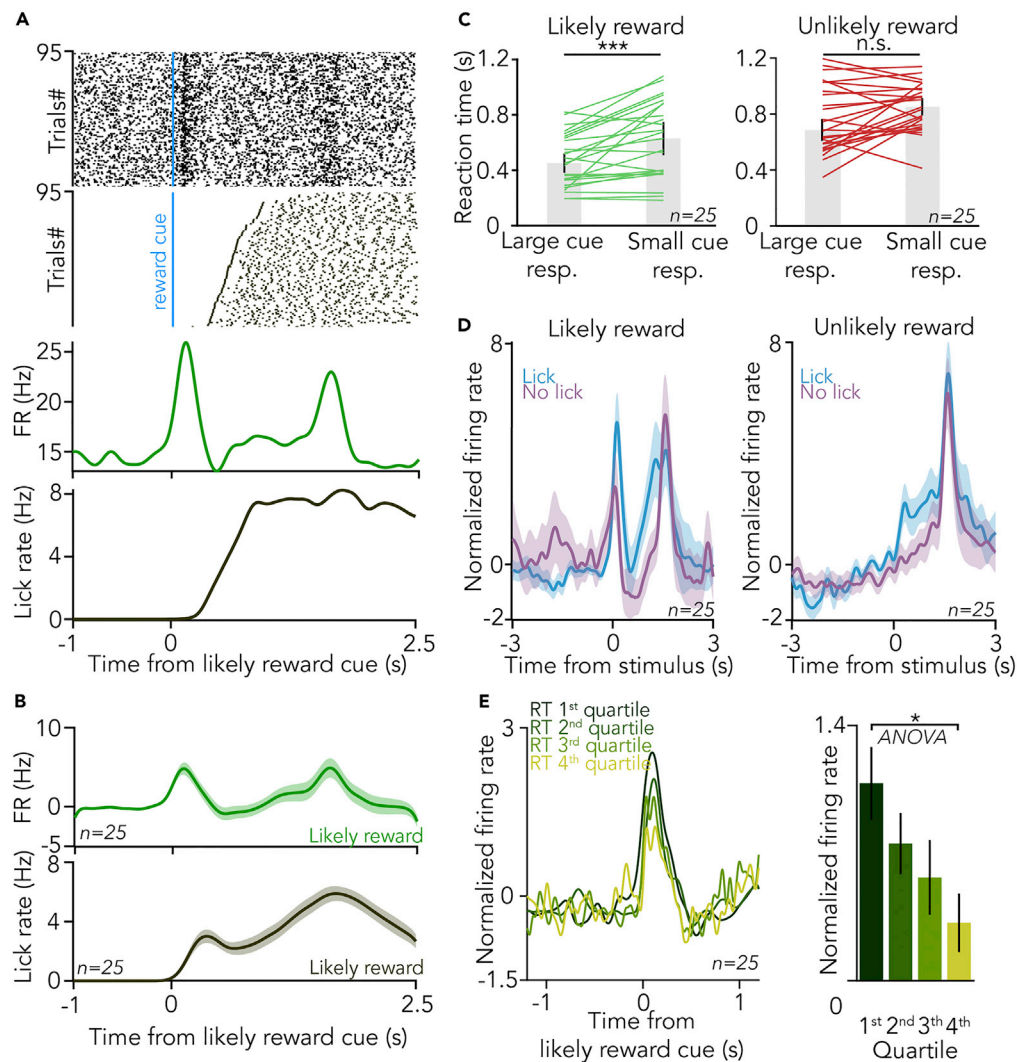 A
95
Trials#
95
Trials#
reward cue
25
20
15
FR (Hz)
8
4
0
Lick rate (Hz)
-1
0
2.5
Time from likely reward cue (s)
B
10
0
-5
FR (Hz)
n=25
Likely reward
8
4
0
Lick rate (Hz)
n=25
Likely reward
-1
0
2.5
Time from likely reward cue (s)
C
Likely reward
***
1.2
0.8
0.4
0
Reaction time (s)
n=25
Large cue
resp.
Small cue
resp.
Unlikely reward
n.s.
1.2
0.8
0.4
0
n=25
Large cue
resp.
Small cue
resp.
D
Likely reward
8
0
-2
Normalized firing rate
Lick
No lick
n=25
-3
0
3
Time from stimulus (s)
Unlikely reward
8
0
-2
Normalized firing rate
Lick
No lick
n=25
-3
0
3
Time from stimulus (s)
E
RT 1st quartile
RT 2nd quartile
RT 3rd quartile
RT 4th quartile
3
0
-1.5
Normalized firing rate
n=25
-1
0
1
Time from
likely reward cue (s)
1.4
0
Normalized firing rate
*
ANOVA
1st 2nd 3th 4th
Quartile